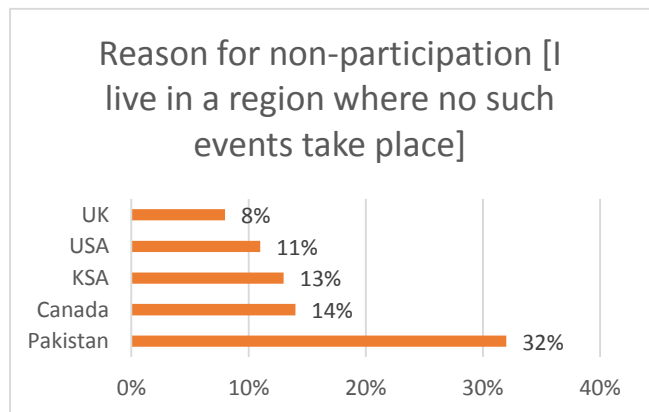 Reason for non-participation [I
live in a region where no such
events take place]
UK 8%
USA 11%
KSA 13%
Canada 14%
Pakistan 32%
0% 10% 20% 30% 40%